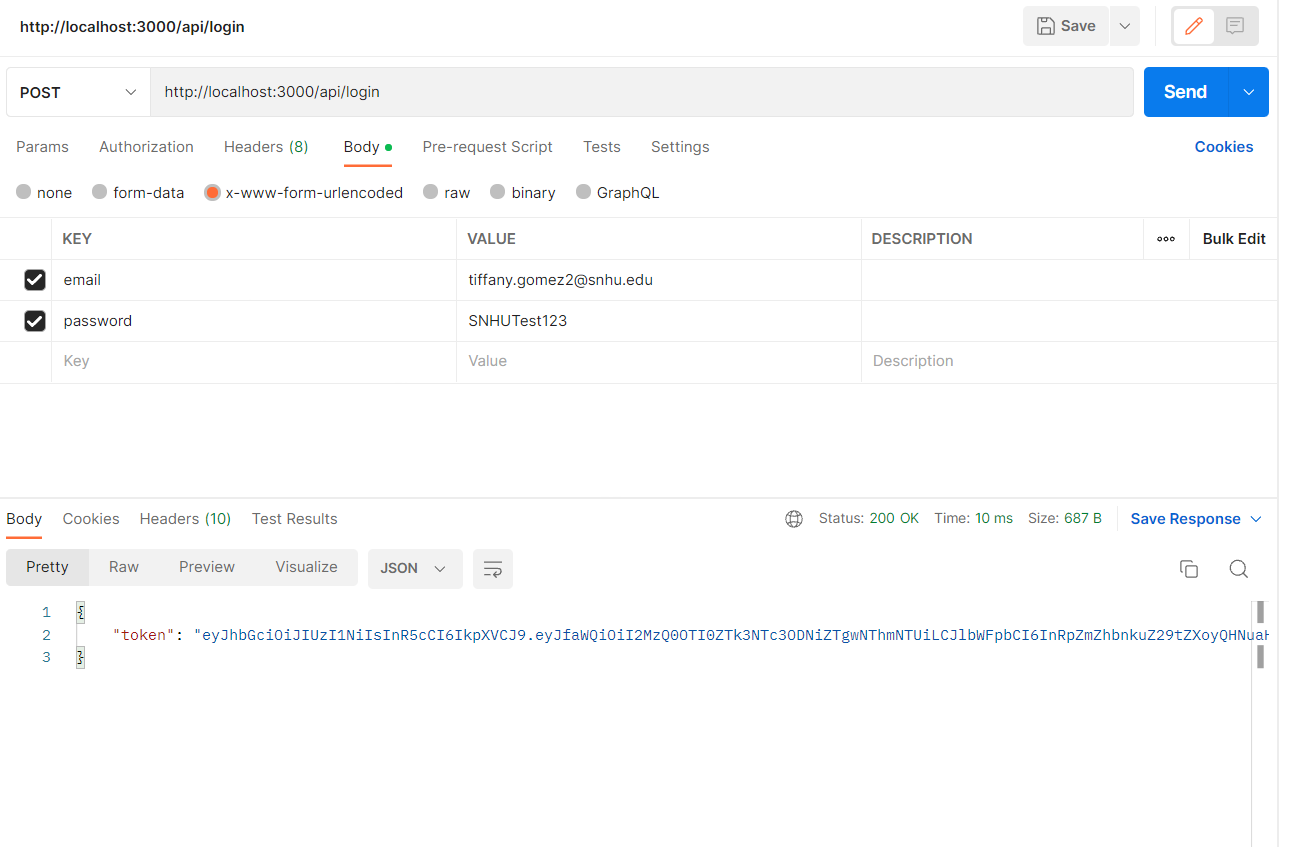 http://localhost:3000/api/login Save
POST http://localhost:3000/api/login Send
Params Authorization Headers (8) Body Pre-request Script Tests Settings Cookies
none form-data x-www-form-urlencoded raw binary GraphQL
KEY VALUE DESCRIPTION Bulk Edit
email tiffany.gomez2@snhu.edu
password SNHUTest123
Key Value Description
Body Cookies Headers (10) Test Results Status: 200 OK Time: 10 ms Size: 687 B Save Response
Pretty Raw Preview Visualize JSON
1 {
2 "token": "eyJhbGciOiJIUzI1NiIsInR5cCI6IkpXVCJ9.eyJfaWQiOiI2MzQ0OTI0ZTk3NTc3ODNiZTgwNThmNTUiLCJlbWFpbCI6InRpZmZhbnkuZ29tZXoyQHNuaH
3 }